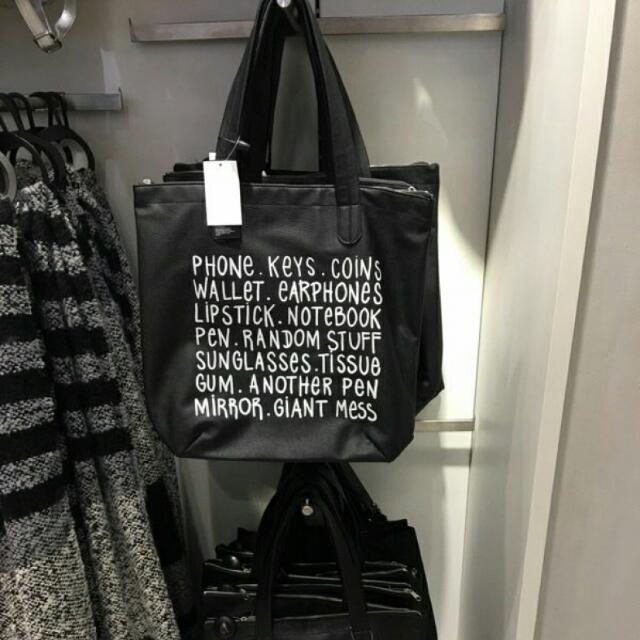 PHONE. KEYS. COINS
WALLET. EARPHONES
LIPSTICK. NOTEBOOK
PEN. RANDOM STUFF
SUNGLASSES. TISSUE
GUM. ANOTHER PEN
MIRROR. GIANT MESS